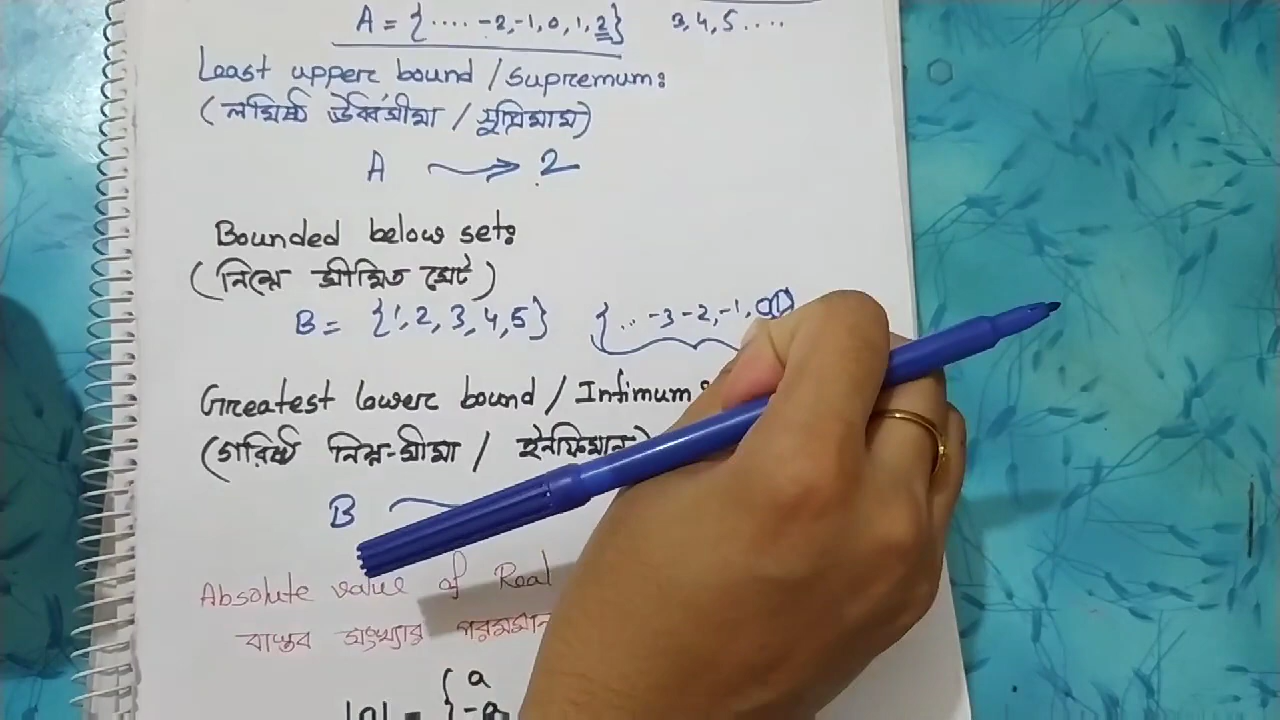 A = {.... -2, -1, 0, 1, 2} 3, 4, 5 ....
Least upper bound / Supremum:
(লঘিষ্ঠ ঊর্ধ্বসীমা / সুপ্রিমাম)
A → 2
Bounded below set:
(নিম্নে সীমিত সেট)
B = {1, 2, 3, 4, 5} {... -3 -2, -1, 0
Greatest lower bound / Infimum:
(গরিষ্ঠ নিম্ন-সীমা / ইনফিমাম)
B
Absolute value of Real
বাস্তব সংখ্যার পরমমান
|a| = { a
-a